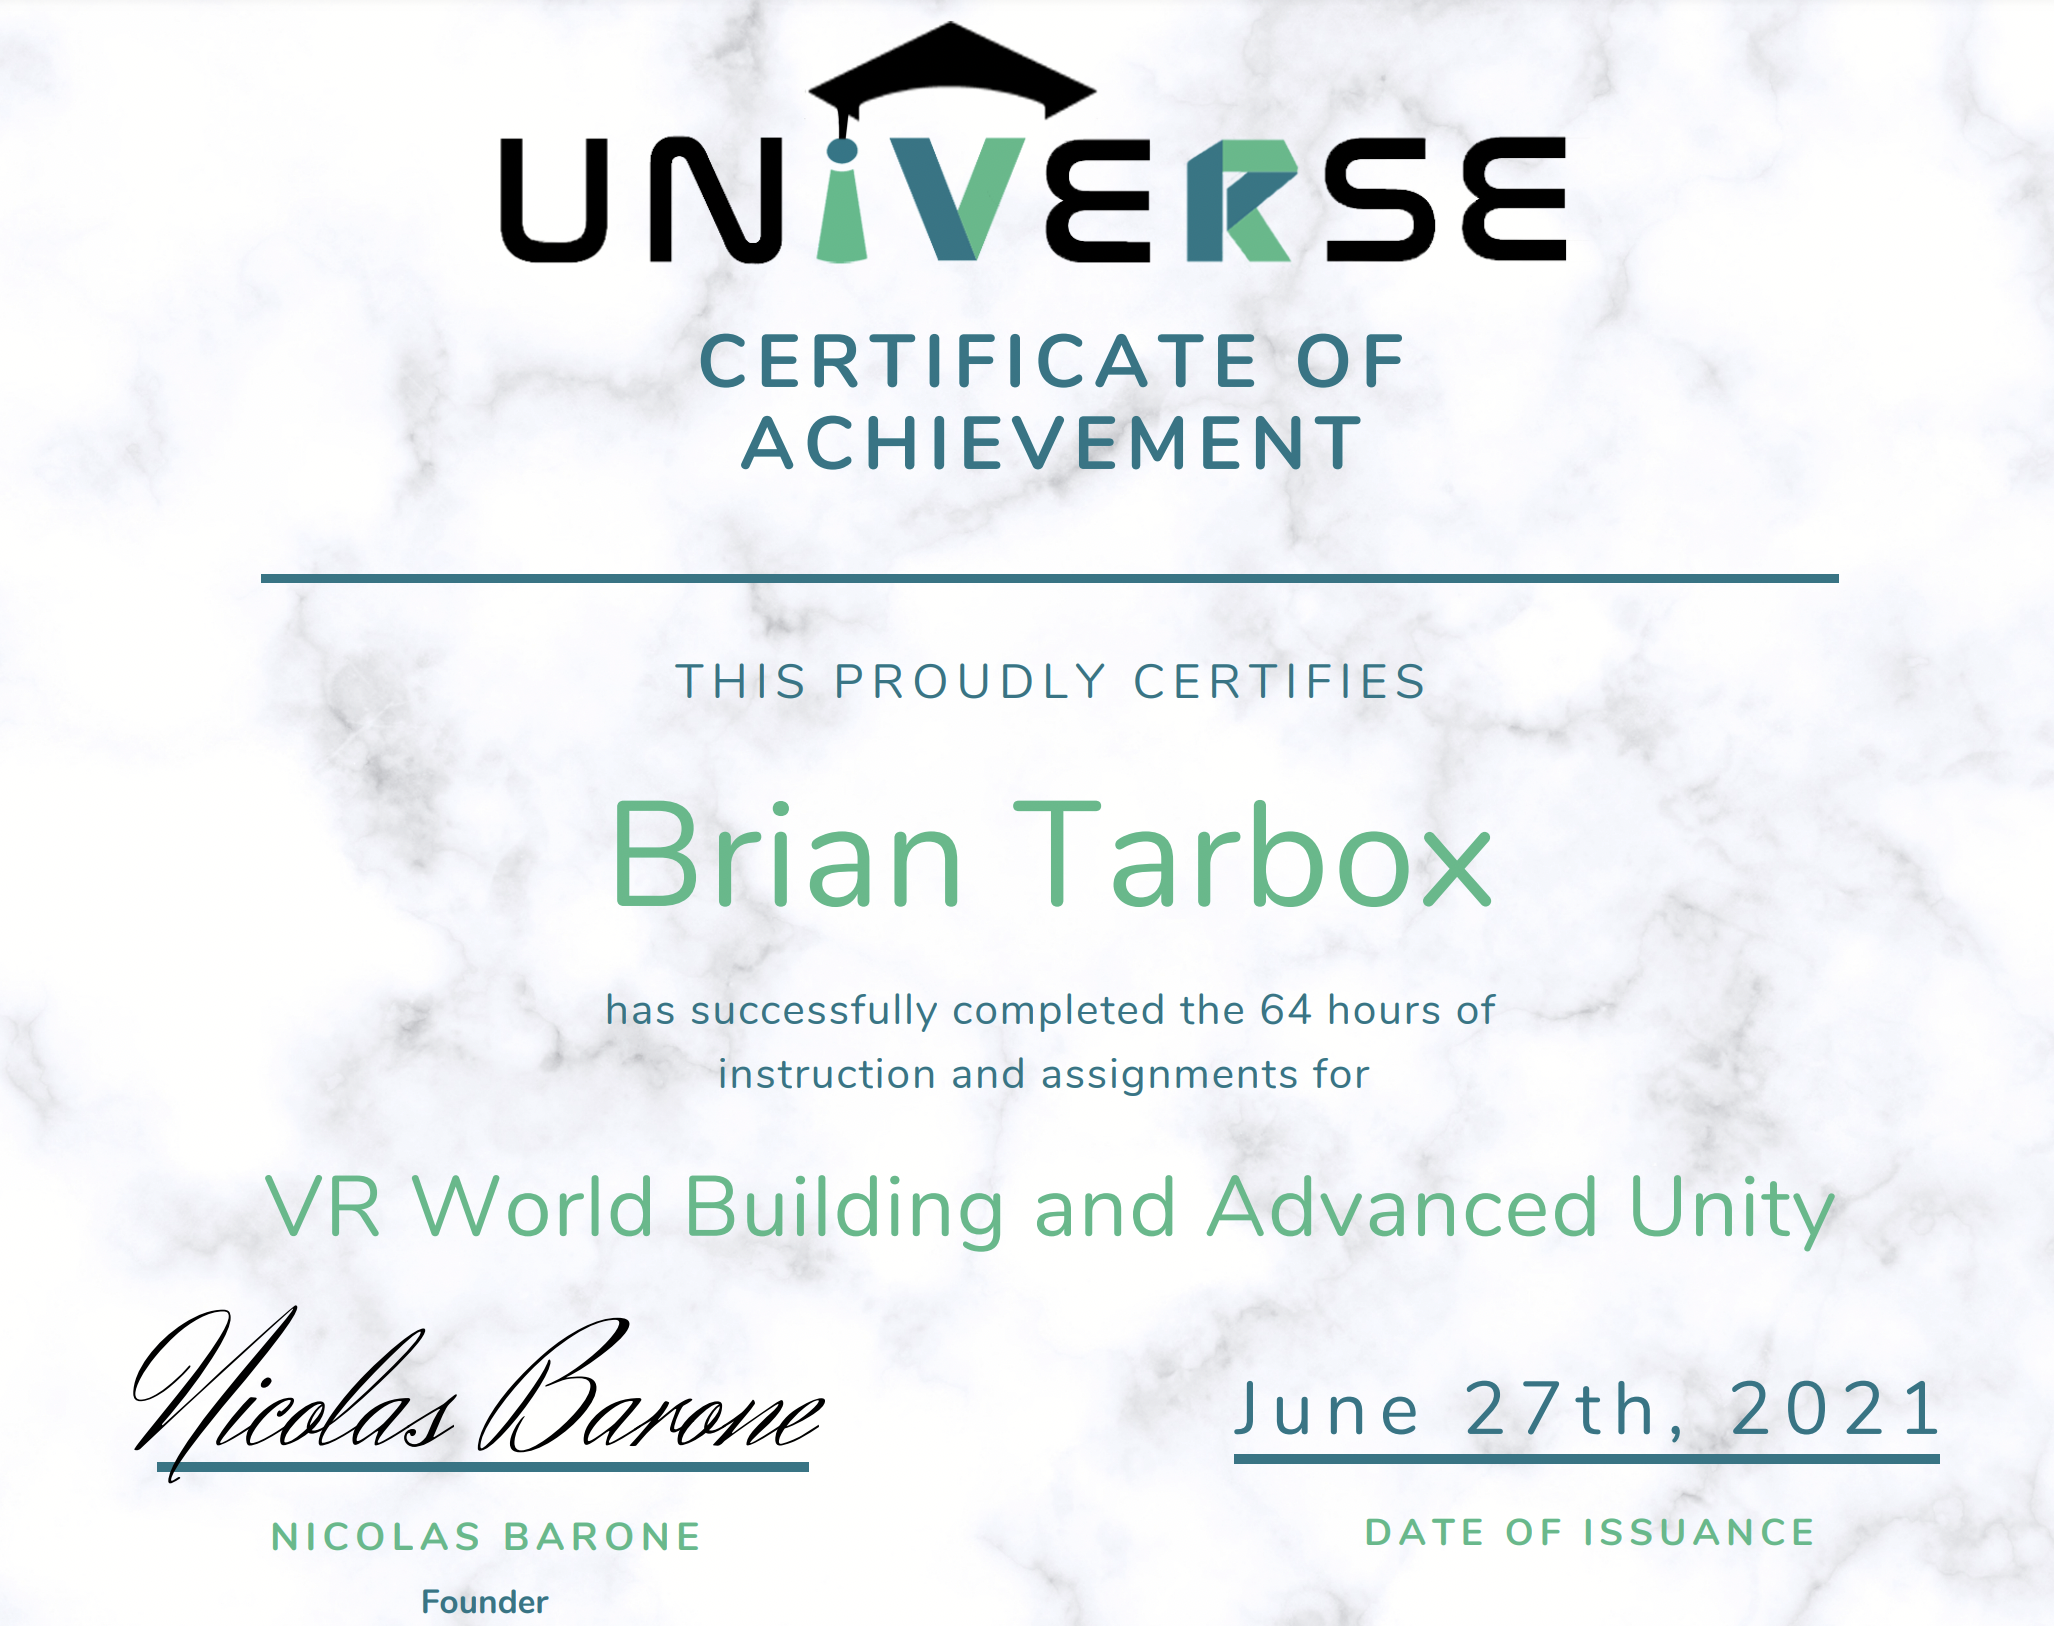 UNiVERSE
CERTIFICATE OF
ACHIEVEMENT
THIS PROUDLY CERTIFIES
Brian Tarbox
has successfully completed the 64 hours of
instruction and assignments for
VR World Building and Advanced Unity
Nicolas Barone
NICOLAS BARONE
Founder
June 27th, 2021
DATE OF ISSUANCE